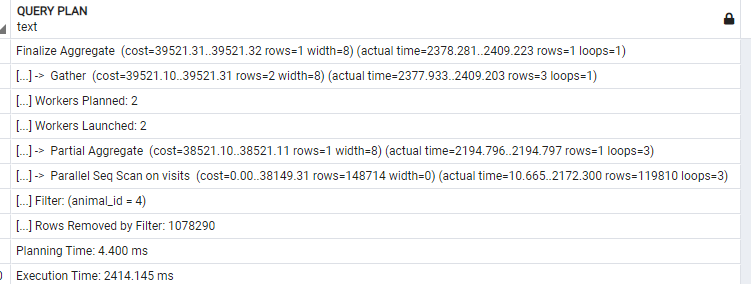 QUERY PLAN
text
Finalize Aggregate (cost=39521.31..39521.32 rows=1 width=8) (actual time=2378.281..2409.223 rows=1 loops=1)
[...] -> Gather (cost=39521.10..39521.31 rows=2 width=8) (actual time=2377.933..2409.203 rows=3 loops=1)
[...] Workers Planned: 2
[...] Workers Launched: 2
[...] -> Partial Aggregate (cost=38521.10..38521.11 rows=1 width=8) (actual time=2194.796..2194.797 rows=1 loops=3)
[...] -> Parallel Seq Scan on visits (cost=0.00..38149.31 rows=148714 width=0) (actual time=10.665..2172.300 rows=119810 loops=3)
[...] Filter: (animal_id = 4)
[...] Rows Removed by Filter: 1078290
Planning Time: 4.400 ms
Execution Time: 2414.145 ms